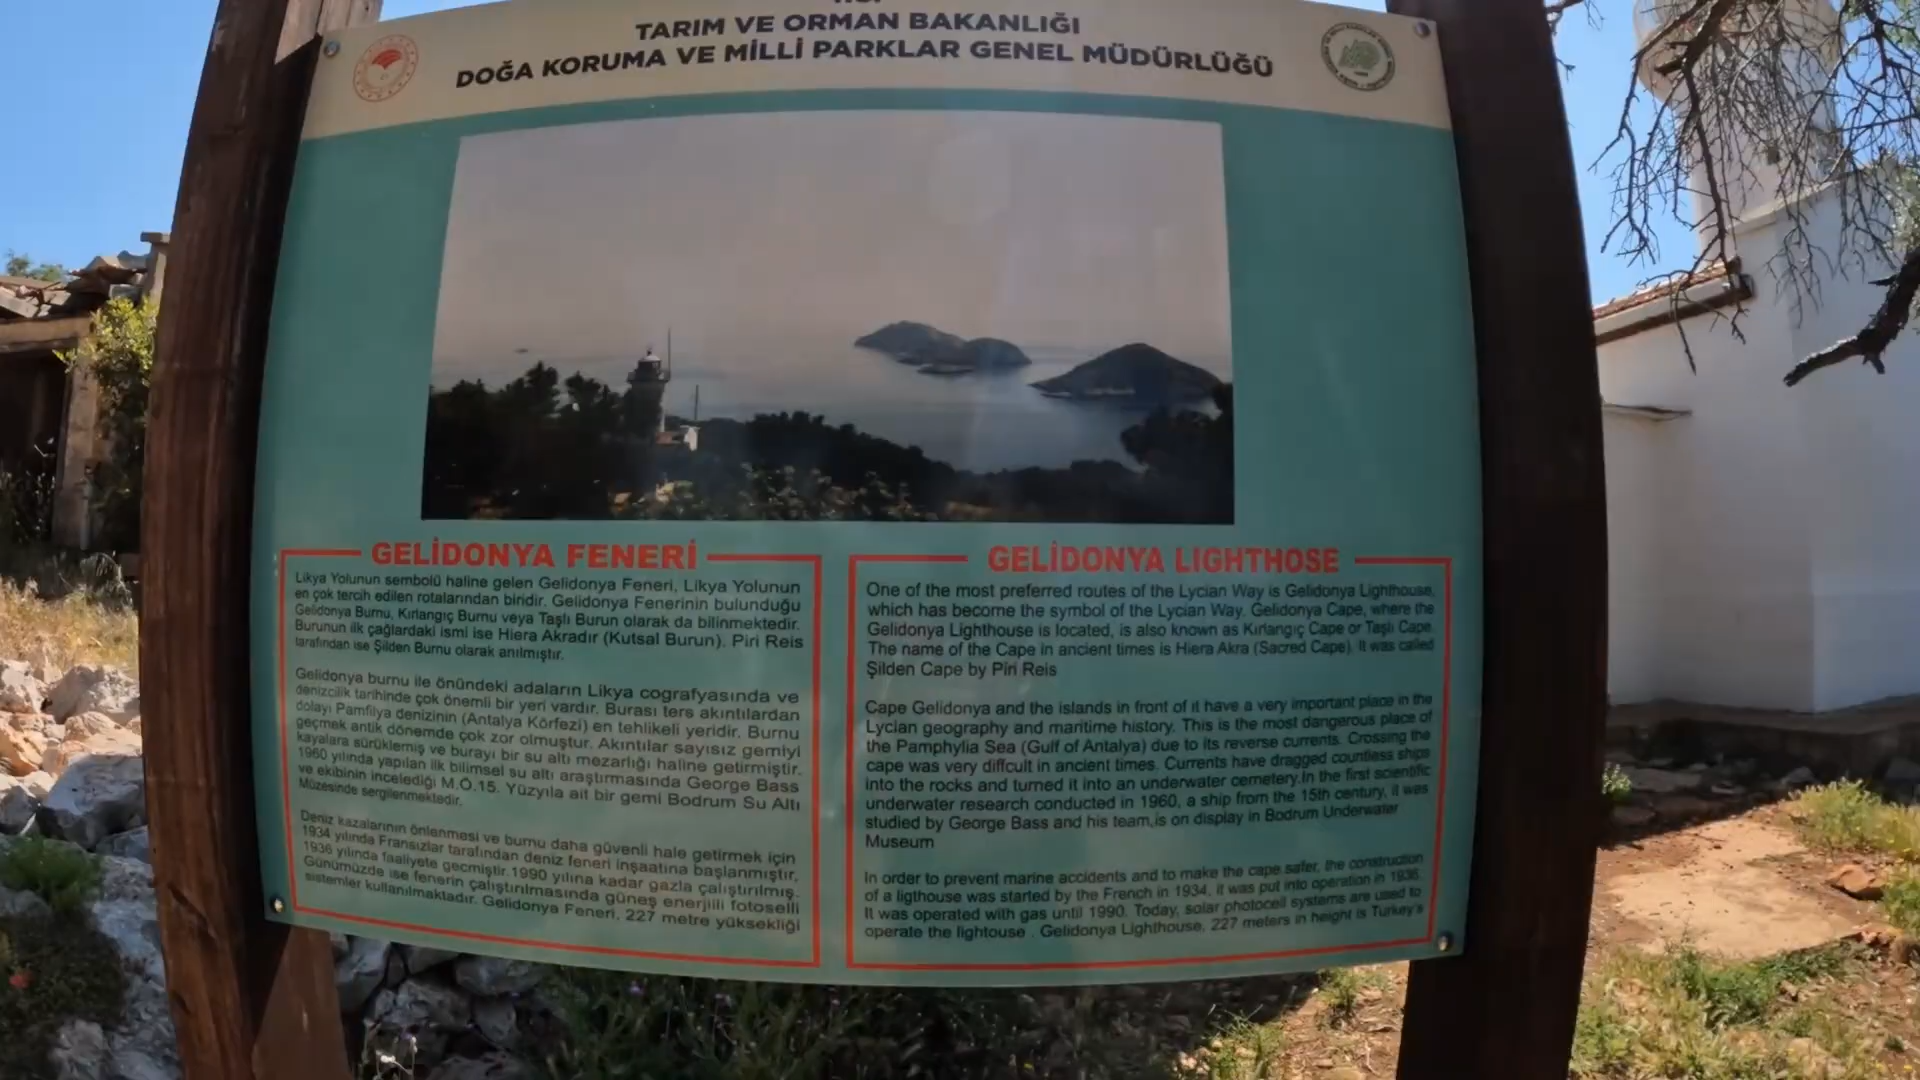 TARIM VE ORMAN BAKANLIĞI
DOĞA KORUMA VE MİLLİ PARKLAR GENEL MÜDÜRLÜĞÜ
GELİDONYA FENERİ
Likya Yolunun sembolü haline gelen Gelidonya Feneri, Likya Yolunun
en çok tercih edilen rotalarından biridir. Gelidonya Fenerinin bulunduğu
Gelidonya Burnu, Kırlangıç Burnu veya Taşlı Burun olarak da bilinmektedir.
Burunun ilk çağlardaki ismi ise Hiera Akradır (Kutsal Burun). Piri Reis
tarafından ise Şilden Burnu olarak anılmıştır.
Gelidonya burnu ile önündeki adaların Likya cografyasında ve
denizcilik tarihinde çok önemli bir yeri vardır. Burası ters akıntılardan
dolayı Pamfilya denizinin (Antalya Körfezi) en tehlikeli yeridir. Burnu
geçmek antik dönemde çok zor olmuştur. Akıntılar sayısız gemiyi
kayalara sürüklemiş ve burayı bir su altı mezarlığı haline getirmiştir.
1960 yılında yapılan ilk bilimsel su altı araştırmasında George Bass
ve ekibinin incelediği M.Ö.15. Yüzyıla ait bir gemi Bodrum Su Altı
Müzesinde sergilenmektedir.
Deniz kazalarının önlenmesi ve burnu daha güvenli hale getirmek için
1934 yılında Fransızlar tarafından deniz feneri inşaatına başlanmıştır,
1936 yılında faaliyete geçmiştir.1990 yılına kadar gazla çalıştırılmış.
Günümüzde ise fenerin çalıştırılmasında güneş enerjili fotoselli
sistemler kullanılmaktadır. Gelidonya Feneri, 227 metre yüksekliği
GELİDONYA LIGHTHOSE
One of the most preferred routes of the Lycian Way is Gelidonya Lighthouse,
which has become the symbol of the Lycian Way. Gelidonya Cape, where the
Gelidonya Lighthouse is located, is also known as Kırlangıç Cape or Taşlı Cape.
The name of the Cape in ancient times is Hiera Akra (Sacred Cape). It was called
Şilden Cape by Piri Reis
Cape Gelidonya and the islands in front of it have a very important place in the
Lycian geography and maritime history. This is the most dangerous place of
the Pamphylia Sea (Gulf of Antalya) due to its reverse currents. Crossing the
cape was very diffcult in ancient times. Currents have dragged countless ships
into the rocks and turned it into an underwater cemetery.In the first scientific
underwater research conducted in 1960, a ship from the 15th century, it was
studied by George Bass and his team,is on display in Bodrum Underwater
Museum
In order to prevent marine accidents and to make the cape safer, the construction
of a ligthouse was started by the French in 1934, it was put into operation in 1936.
It was operated with gas until 1990. Today, solar photocell systems are used to
operate the lightouse . Gelidonya Lighthouse, 227 meters in height is Turkey's